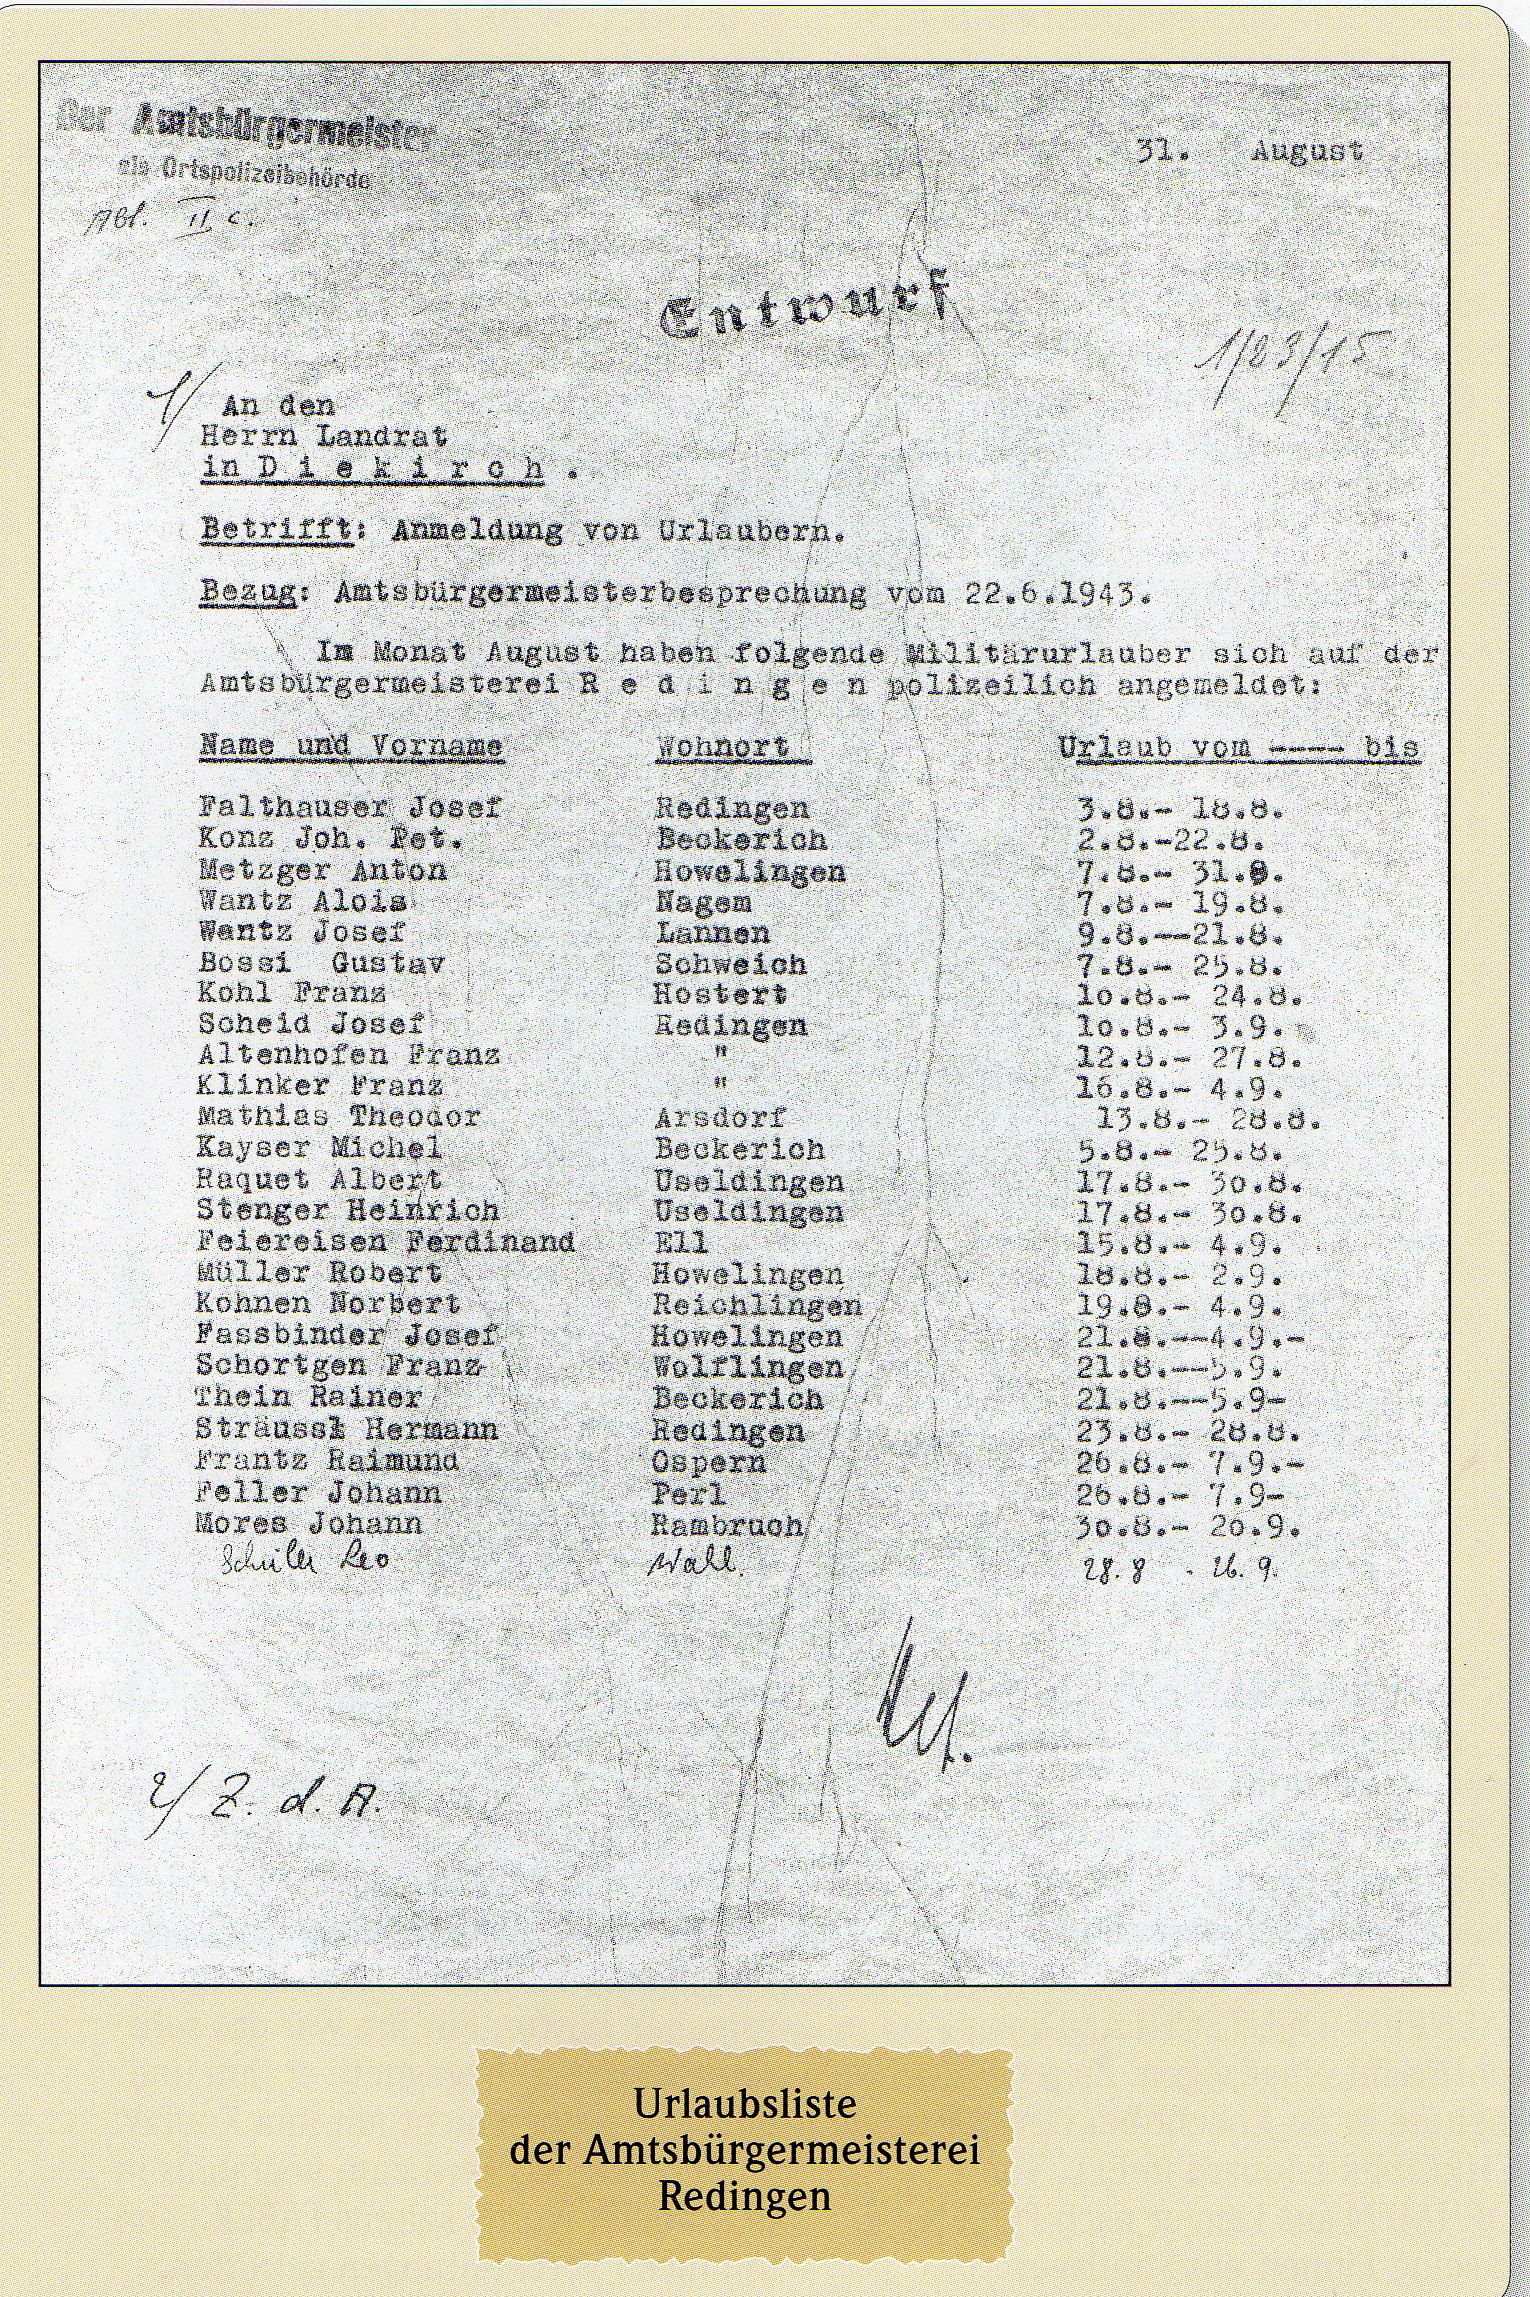 Der Amtsbürgermeister
als Ortspolizeibehörde
Abt. II c.
31. August
Entwurf
1/23/15
1/ An den
Herrn Landrat
in D i e k i r c h .
Betrifft: Anmeldung von Urlaubern.
Bezug: Amtsbürgermeisterbesprechung vom 22.6.1943.
Im Monat August haben folgende Militärurlauber sich auf der
Amtsbürgermeisterei R e d i n g e n polizeilich angemeldet:
Name und Vorname Wohnort Urlaub vom ---- bis
Falthauser Josef Redingen 3.8.- 18.8.
Konz Joh. Pet. Beckerich 2.8.-22.8.
Metzger Anton Howelingen 7.8.- 31.8.
Wantz Alois Nagem 7.8.- 19.8.
Wantz Josef Lannen 9.8.--21.8.
Bossi Gustav Schweich 7.8.- 25.8.
Kohl Franz Hostert 10.8.- 24.8.
Scheid Josef Redingen 10.8.- 3.9.
Altenhofen Franz " 12.8.- 27.8.
Klinker Franz " 16.8.- 4.9.
Mathias Theodor Arsdorf 13.8.- 28.8.
Kayser Michel Beckerich 5.8.- 25.8.
Raquet Albert Useldingen 17.8.- 30.8.
Stenger Heinrich Useldingen 17.8.- 30.8.
Feiereisen Ferdinand Ell 15.8.- 4.9.
Müller Robert Howelingen 18.8.- 2.9.
Kohnen Norbert Reichlingen 19.8.- 4.9.
Fassbinder Josef Howelingen 21.8.--4.9.-
Schortgen Franz Wolflingen 21.8.--5.9.
Thein Rainer Beckerich 21.8.--5.9-
Sträussl Hermann Redingen 23.8.- 28.8.
Frantz Raimund Ospern 26.8.- 7.9.-
Feller Johann Perl 26.8.- 7.9-
Mores Johann Rambruch 30.8.- 20.9.
Schiler Leo Wall. 28.8 - 26.9.
2/ Z. d. A.
Urlaubsliste
der Amtsbürgermeisterei
Redingen